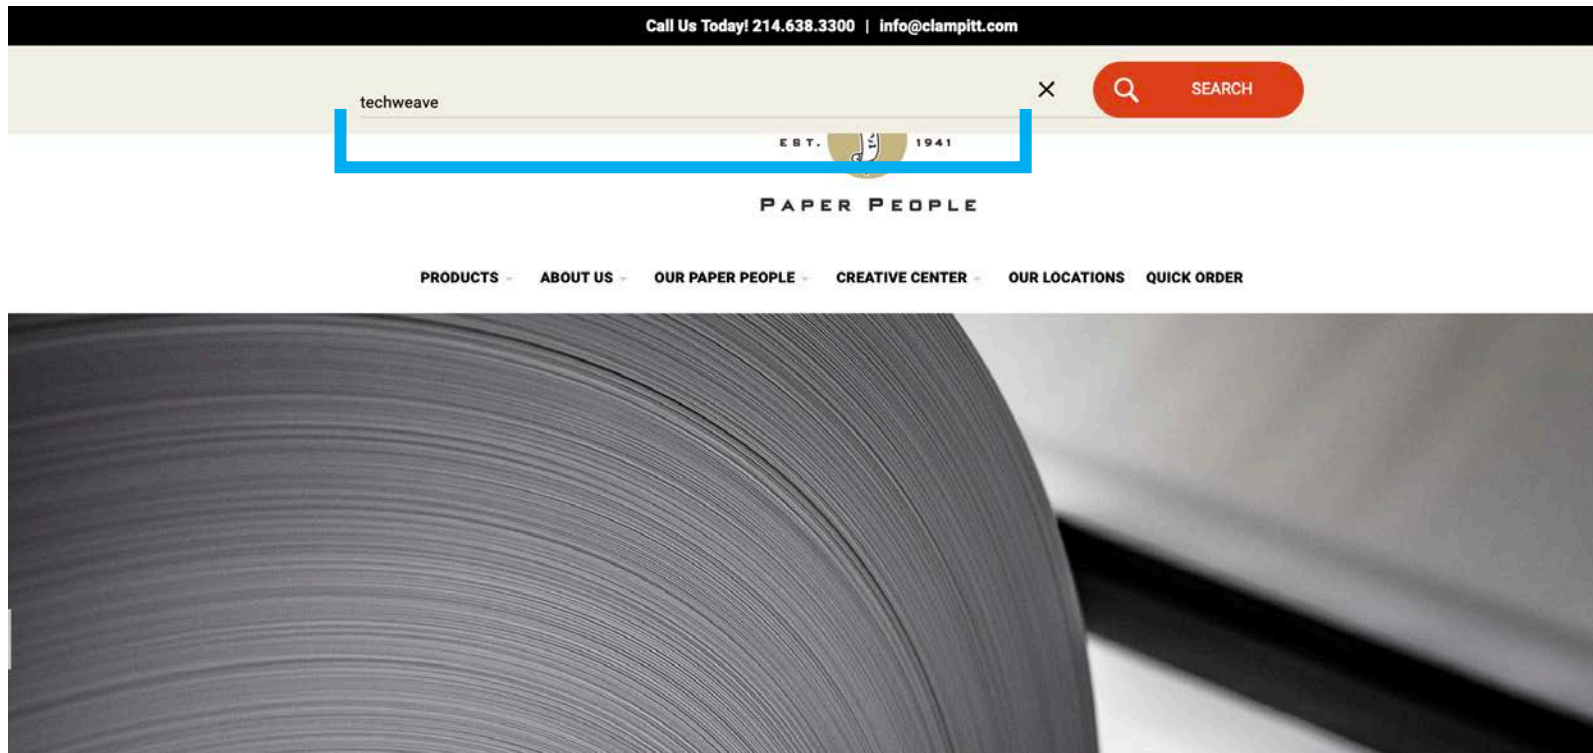 Call Us Today! 214.638.3300 | info@clampitt.com
techweave
SEARCH
EST. 1941
PAPER PEOPLE
PRODUCTS ABOUT US OUR PAPER PEOPLE CREATIVE CENTER OUR LOCATIONS QUICK ORDER